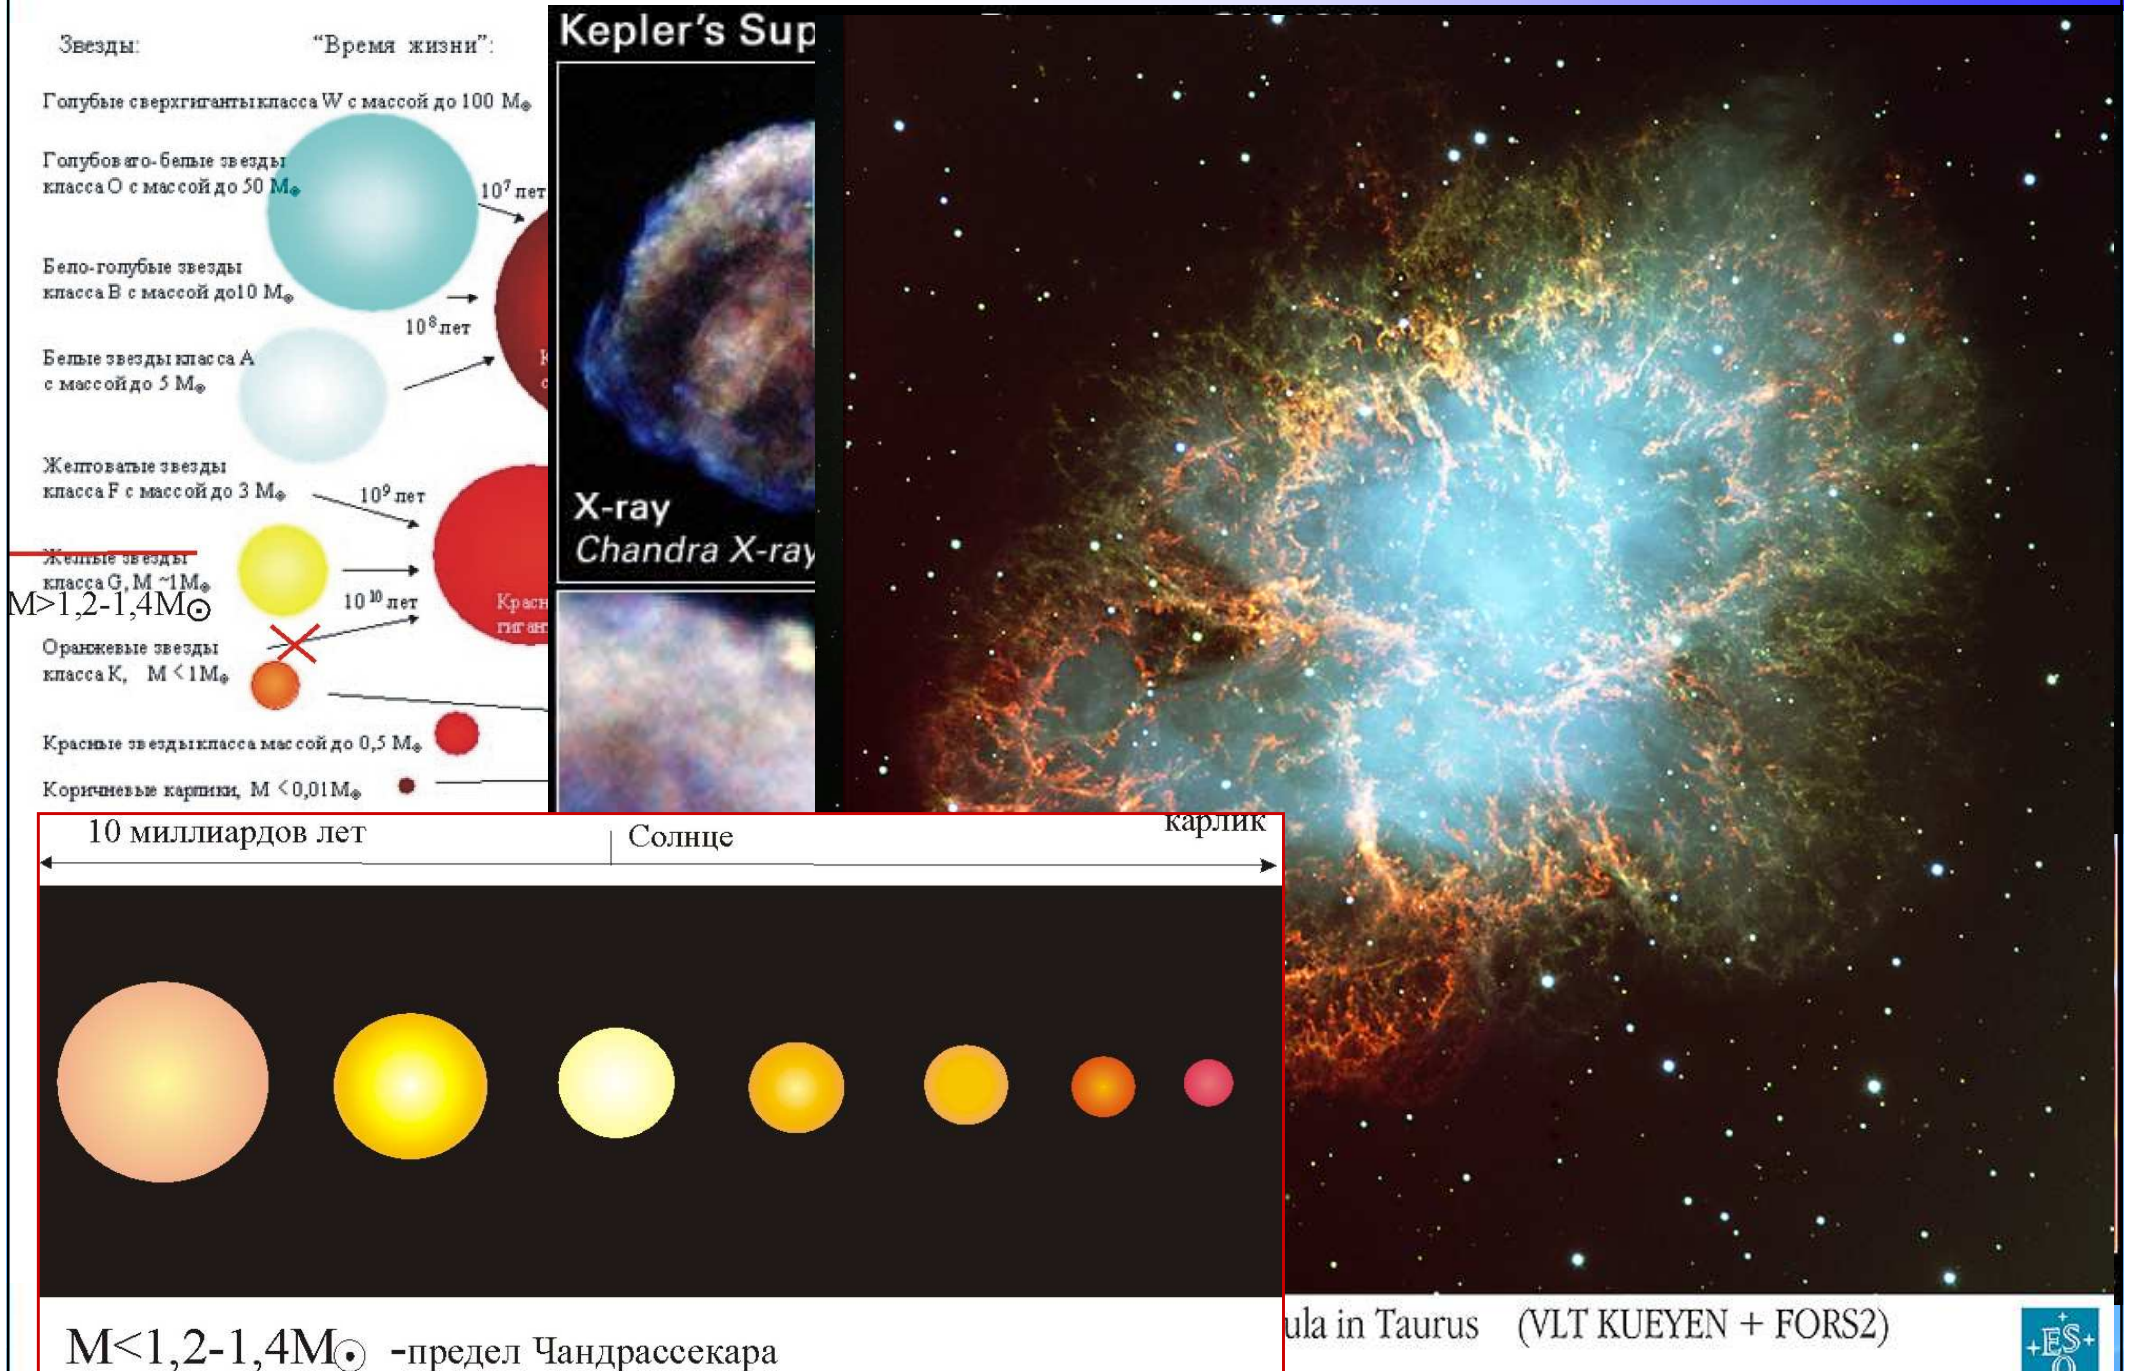 Звезды:
“Время жизни”:
Голубые сверхгиганты класса W с массой до 100 M⊕
Голубовато-белые звезды
класса O с массой до 50 M⊕
10⁷ лет
Бело-голубые звезды
класса B с массой до10 M⊕
10⁸ лет
Белые звезды класса A
с массой до 5 M⊕
Желтоватые звезды
класса F с массой до 3 M⊕
10⁹ лет
Желтые звезды
класса G, M ~1M⊕
M>1,2-1,4M⊙
10¹⁰ лет
Оранжевые звезды
класса K, M < 1M⊕
Красные звезды класса массой до 0,5 M⊕
Коричневые карлики, M < 0,01M⊕
Kepler's Sup
X-ray
Chandra X-ray
Красн
гиган
10 миллиардов лет
Солнце
карлик
M<1,2-1,4M⊙ -предел Чандрассекара
ula in Taurus (VLT KUEYEN + FORS2)
ESO